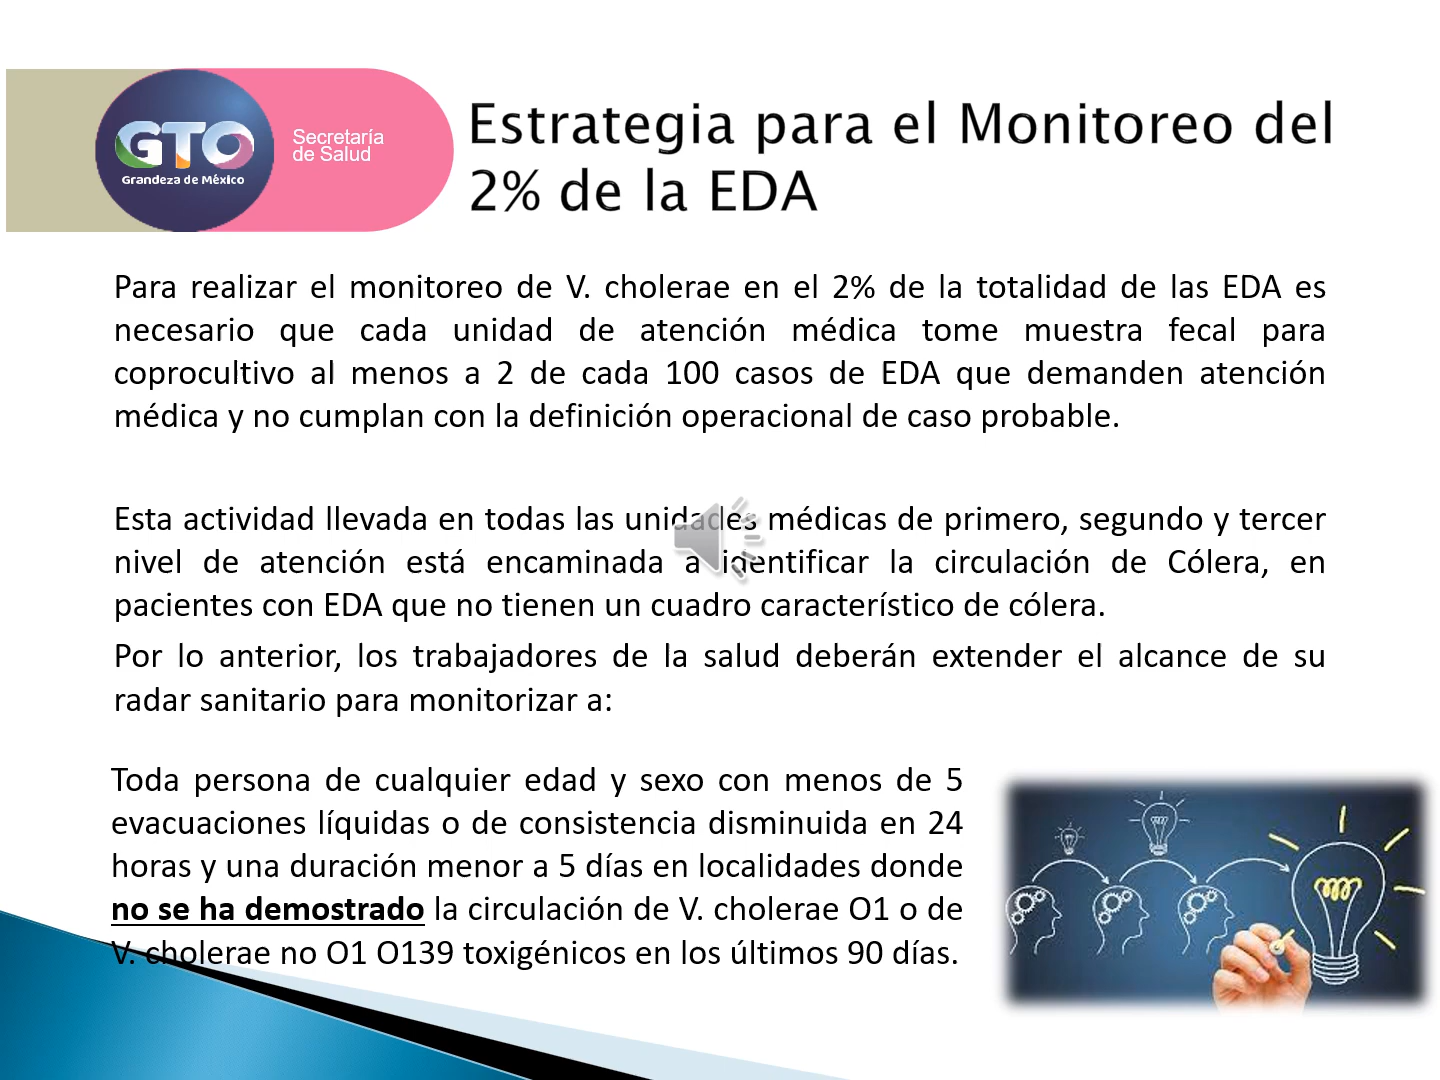 GTO
Grandeza de México
Secretaría
de Salud
Estrategia para el Monitoreo del
2% de la EDA
Para realizar el monitoreo de V. cholerae en el 2% de la totalidad de las EDA es
necesario que cada unidad de atención médica tome muestra fecal para
coprocultivo al menos a 2 de cada 100 casos de EDA que demanden atención
médica y no cumplan con la definición operacional de caso probable.
Esta actividad llevada en todas las unidades médicas de primero, segundo y tercer
nivel de atención está encaminada a identificar la circulación de Cólera, en
pacientes con EDA que no tienen un cuadro característico de cólera.
Por lo anterior, los trabajadores de la salud deberán extender el alcance de su
radar sanitario para monitorizar a:
Toda persona de cualquier edad y sexo con menos de 5
evacuaciones líquidas o de consistencia disminuida en 24
horas y una duración menor a 5 días en localidades donde
no se ha demostrado la circulación de V. cholerae O1 o de
V. cholerae no O1 O139 toxigénicos en los últimos 90 días.